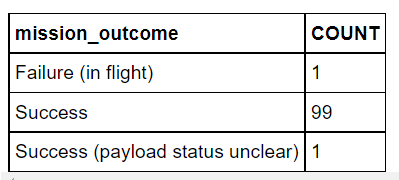 mission_outcome COUNT
Failure (in flight) 1
Success 99
Success (payload status unclear) 1